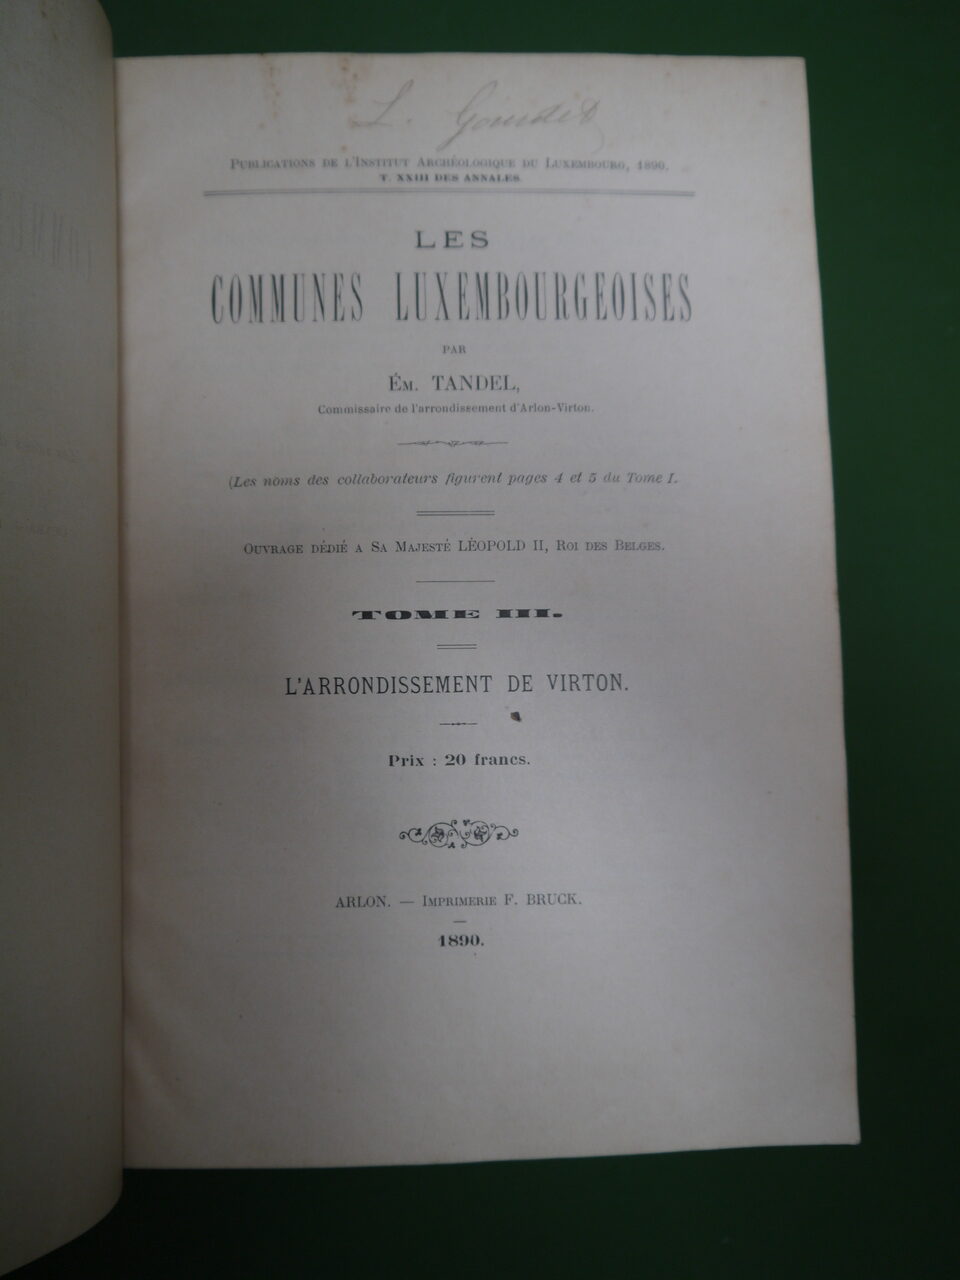 L. Gourdet
PUBLICATIONS DE L'INSTITUT ARCHÉOLOGIQUE DU LUXEMBOURG, 1890.
T. XXIII DES ANNALES.
LES
COMMUNES LUXEMBOURGEOISES
PAR
ÉM. TANDEL,
Commissaire de l'arrondissement d'Arlon-Virton.
(Les noms des collaborateurs figurent pages 4 et 5 du Tome I.
OUVRAGE DÉDIÉ A SA MAJESTÉ LÉOPOLD II, ROI DES BELGES.
TOME III.
L'ARRONDISSEMENT DE VIRTON.
Prix : 20 francs.
ARLON. — IMPRIMERIE F. BRUCK.
1890.